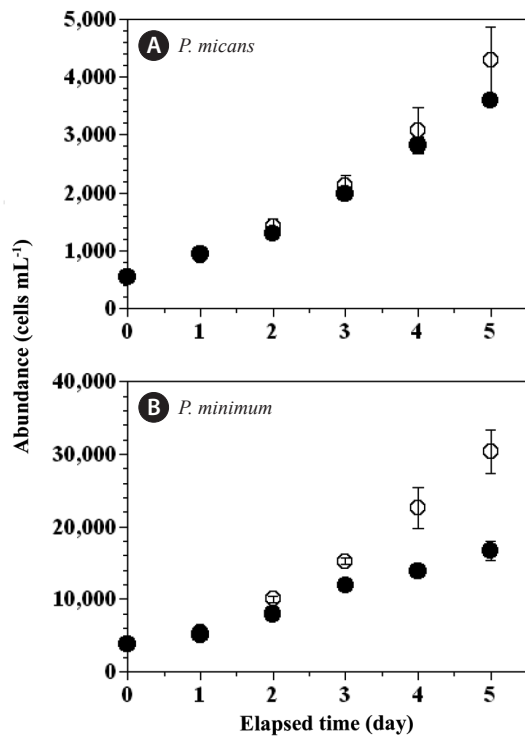 5,000
A P. micans
4,000
3,000
2,000
1,000
0
0 1 2 3 4 5
Abundance (cells mL-1)
40,000
B P. minimum
30,000
20,000
10,000
0
0 1 2 3 4 5
Elapsed time (day)